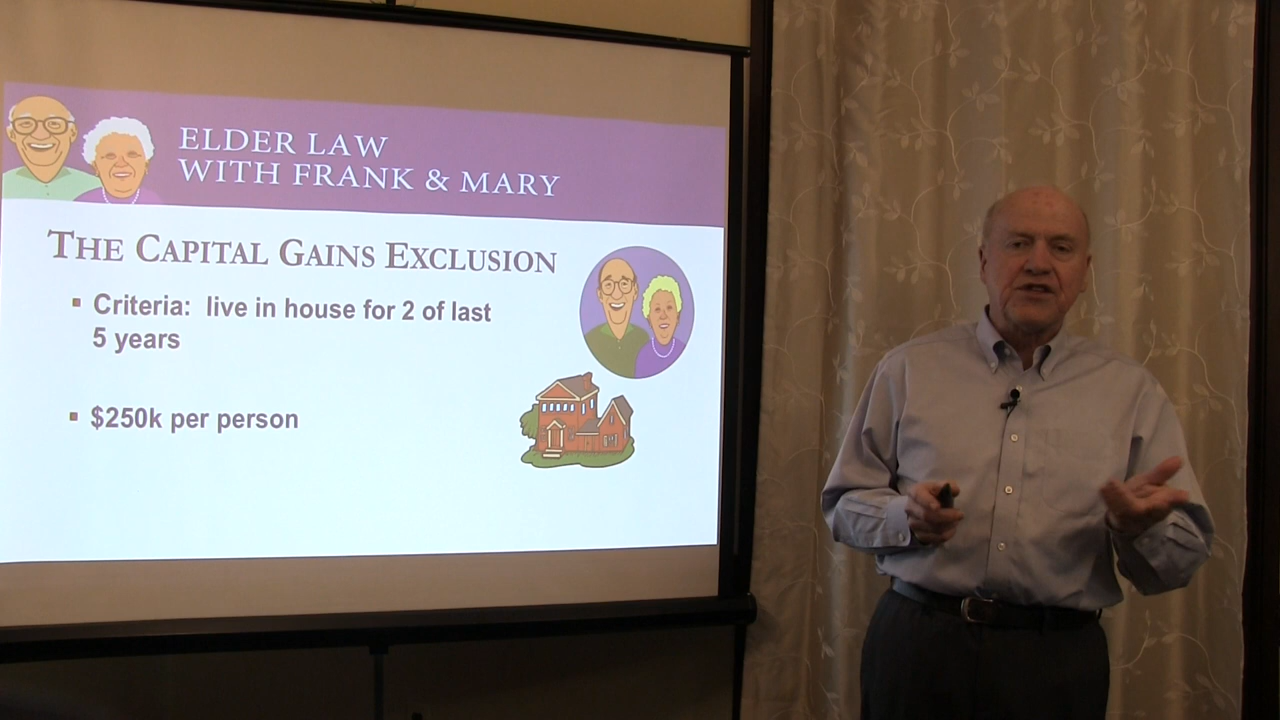 ELDER LAW
WITH FRANK & MARY
THE CAPITAL GAINS EXCLUSION
▪ Criteria: live in house for 2 of last
5 years
▪ $250k per person